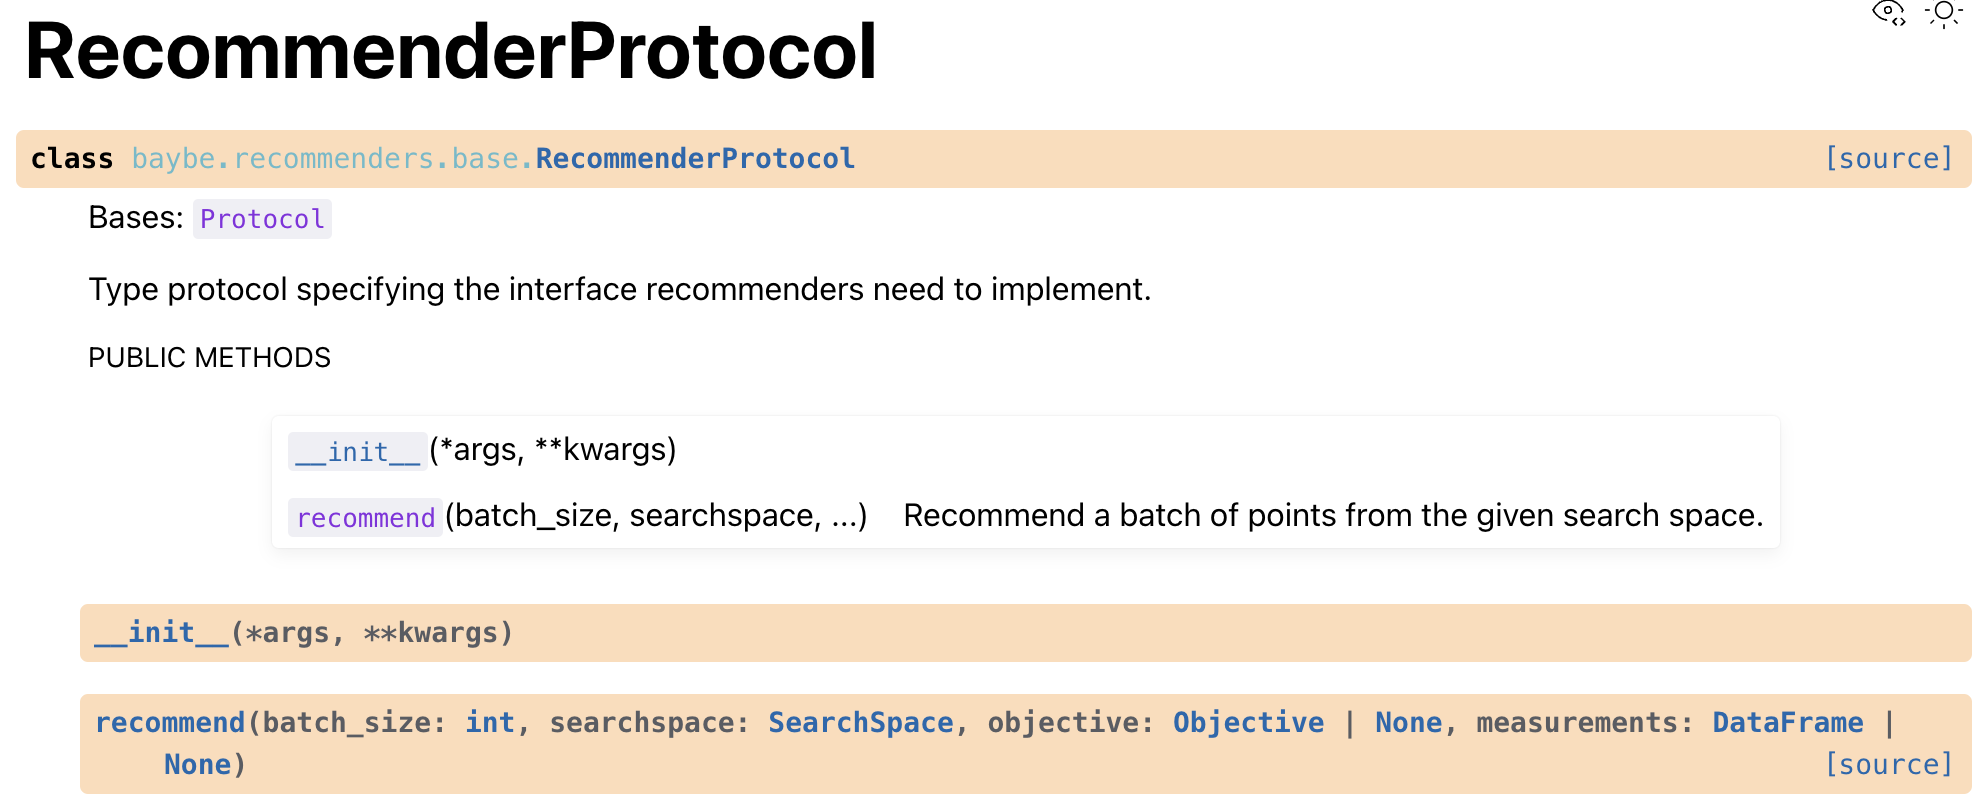 RecommenderProtocol
class baybe.recommenders.base.RecommenderProtocol [source]
Bases: Protocol
Type protocol specifying the interface recommenders need to implement.
PUBLIC METHODS
__init__(*args, **kwargs)
recommend(batch_size, searchspace, ...) Recommend a batch of points from the given search space.
__init__(*args, **kwargs)
recommend(batch_size: int, searchspace: SearchSpace, objective: Objective | None, measurements: DataFrame |
None) [source]